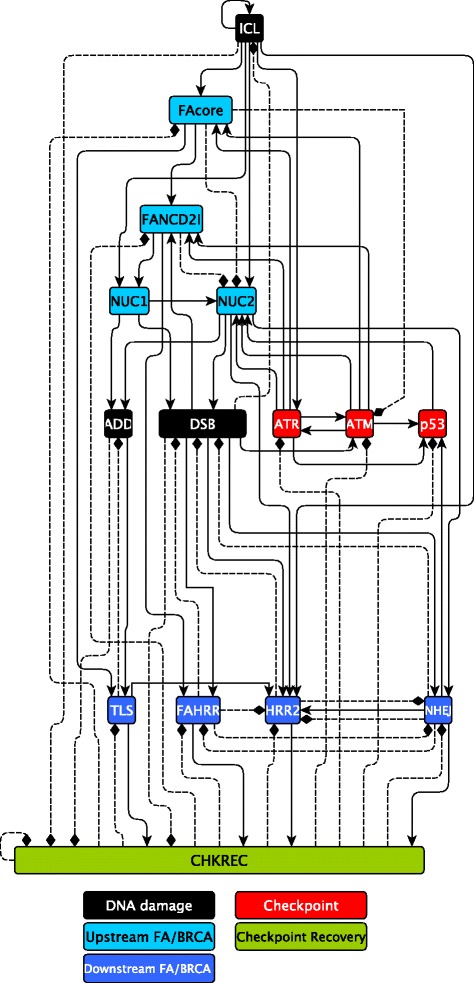 ICL
FAcore
FANCD2I
NUC1 NUC2
ADD DSB ATR ATM p53
TLS FAHRR HRR2 NHEJ
CHKREC
DNA damage Checkpoint
Upstream FA/BRCA Checkpoint Recovery
Downstream FA/BRCA